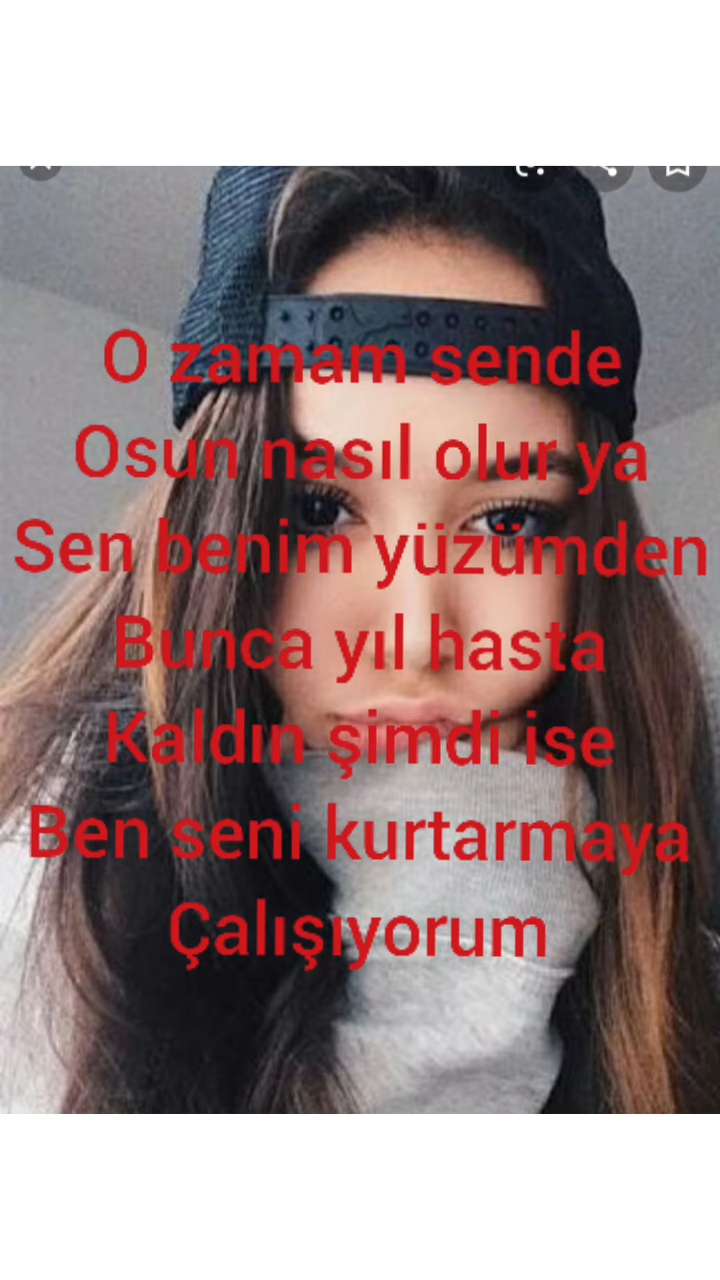 O zamam sende
Osun nasıl olur ya
Sen benim yüzümden
Bunca yıl hasta
Kaldın şimdi ise
Ben seni kurtarmaya
Çalışıyorum